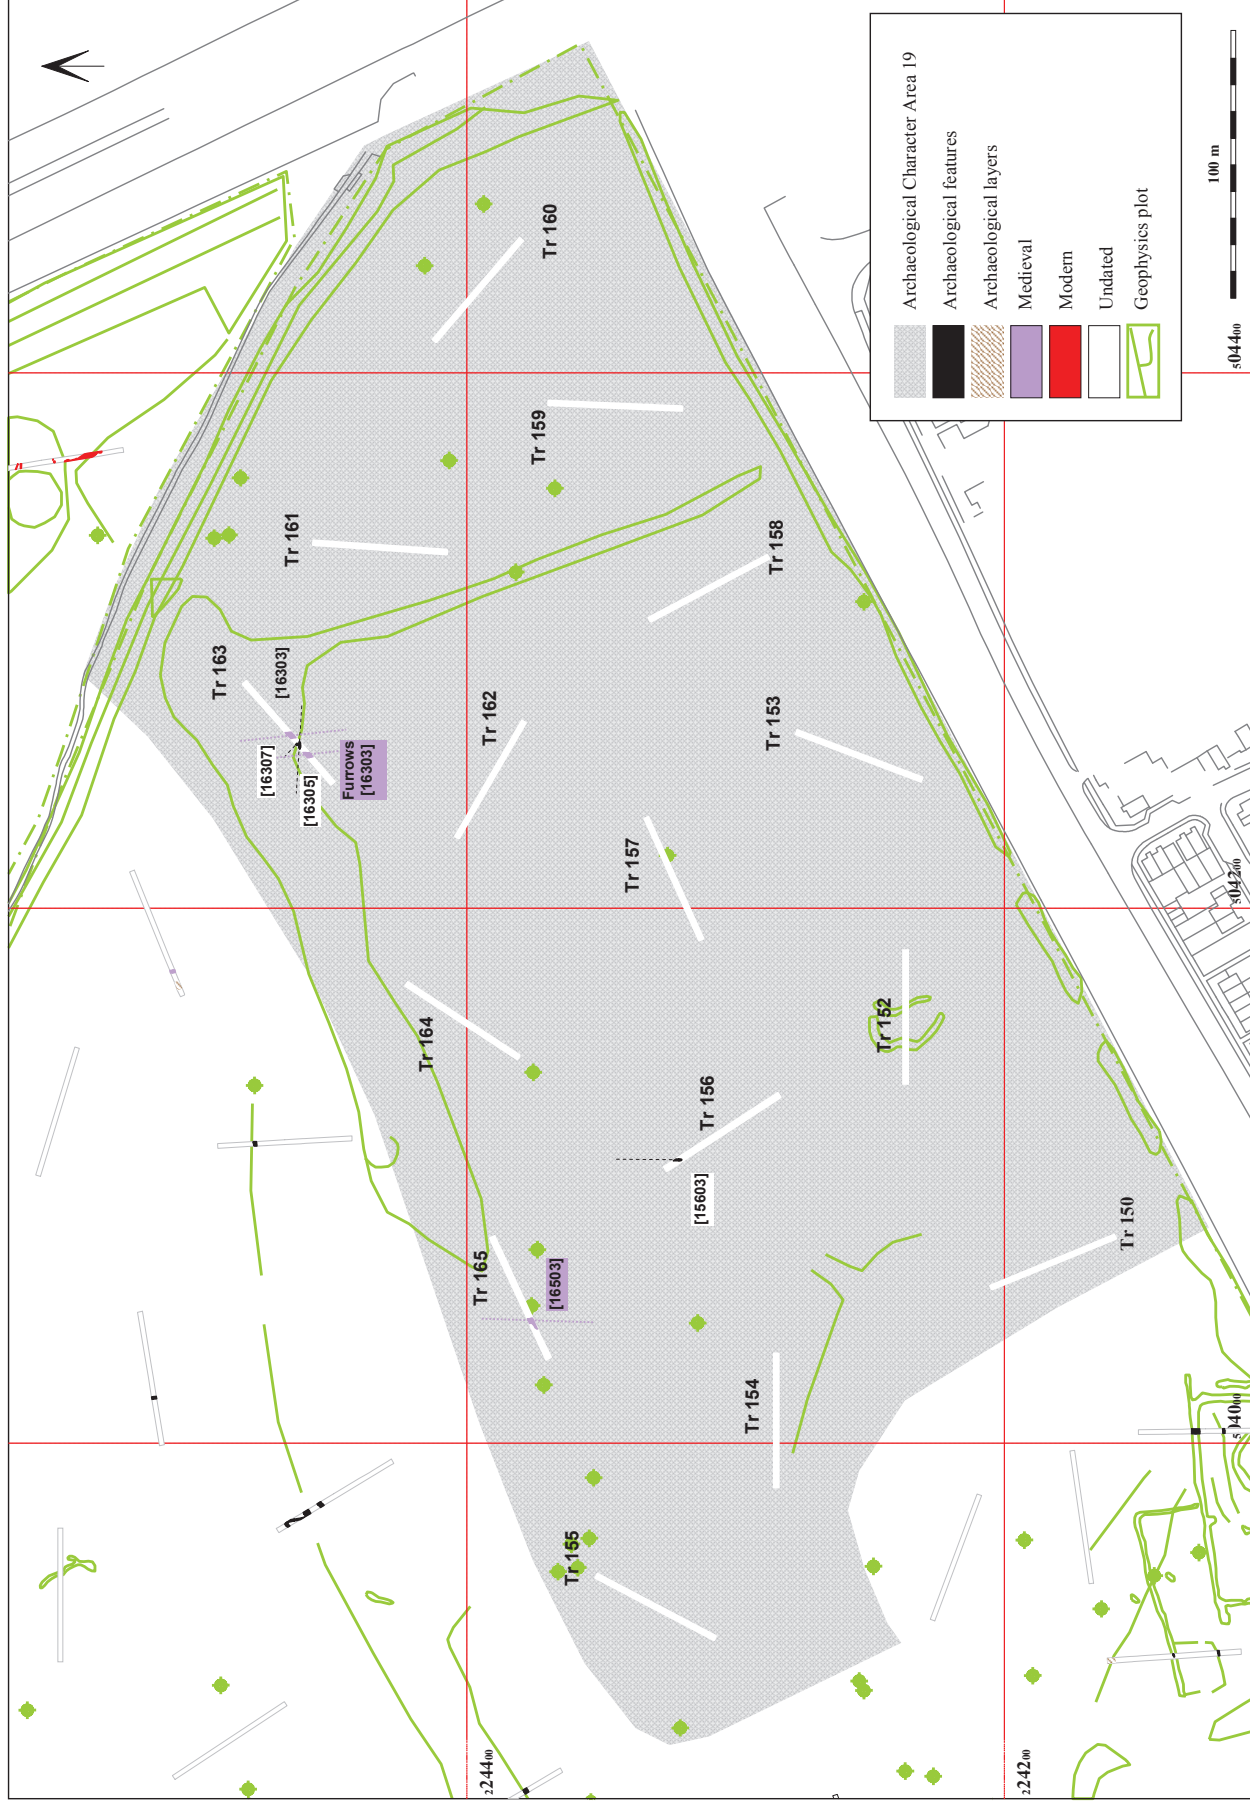 Tr 163
[16303]
[16307]
[16305]
Furrows
[16303]
Tr 161
Tr 160
Tr 159
Tr 162
Tr 158
Tr 153
Tr 157
Tr 164
Tr 152
Tr 156
[15603]
Tr 165
[16503]
Tr 150
Tr 154
Tr 155
Archaeological Character Area 19
Archaeological features
Archaeological layers
Medieval
Modern
Undated
Geophysics plot
100 m
504400
504200
504000
224400
224200